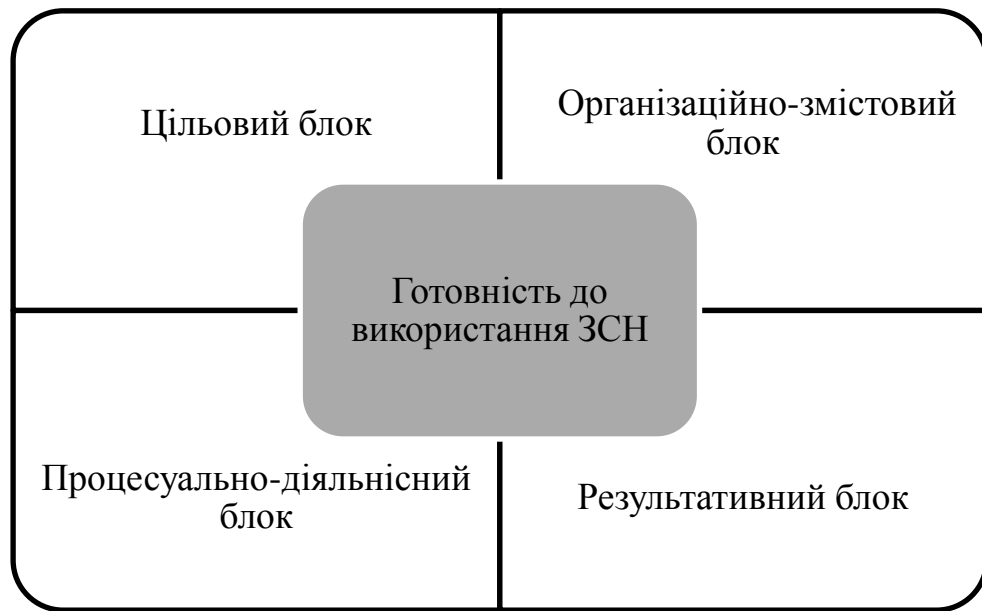 Цільовий блок
Організаційно-змістовий
блок
Готовність до
використання ЗСН
Процесуально-діяльнісний
блок
Результативний блок